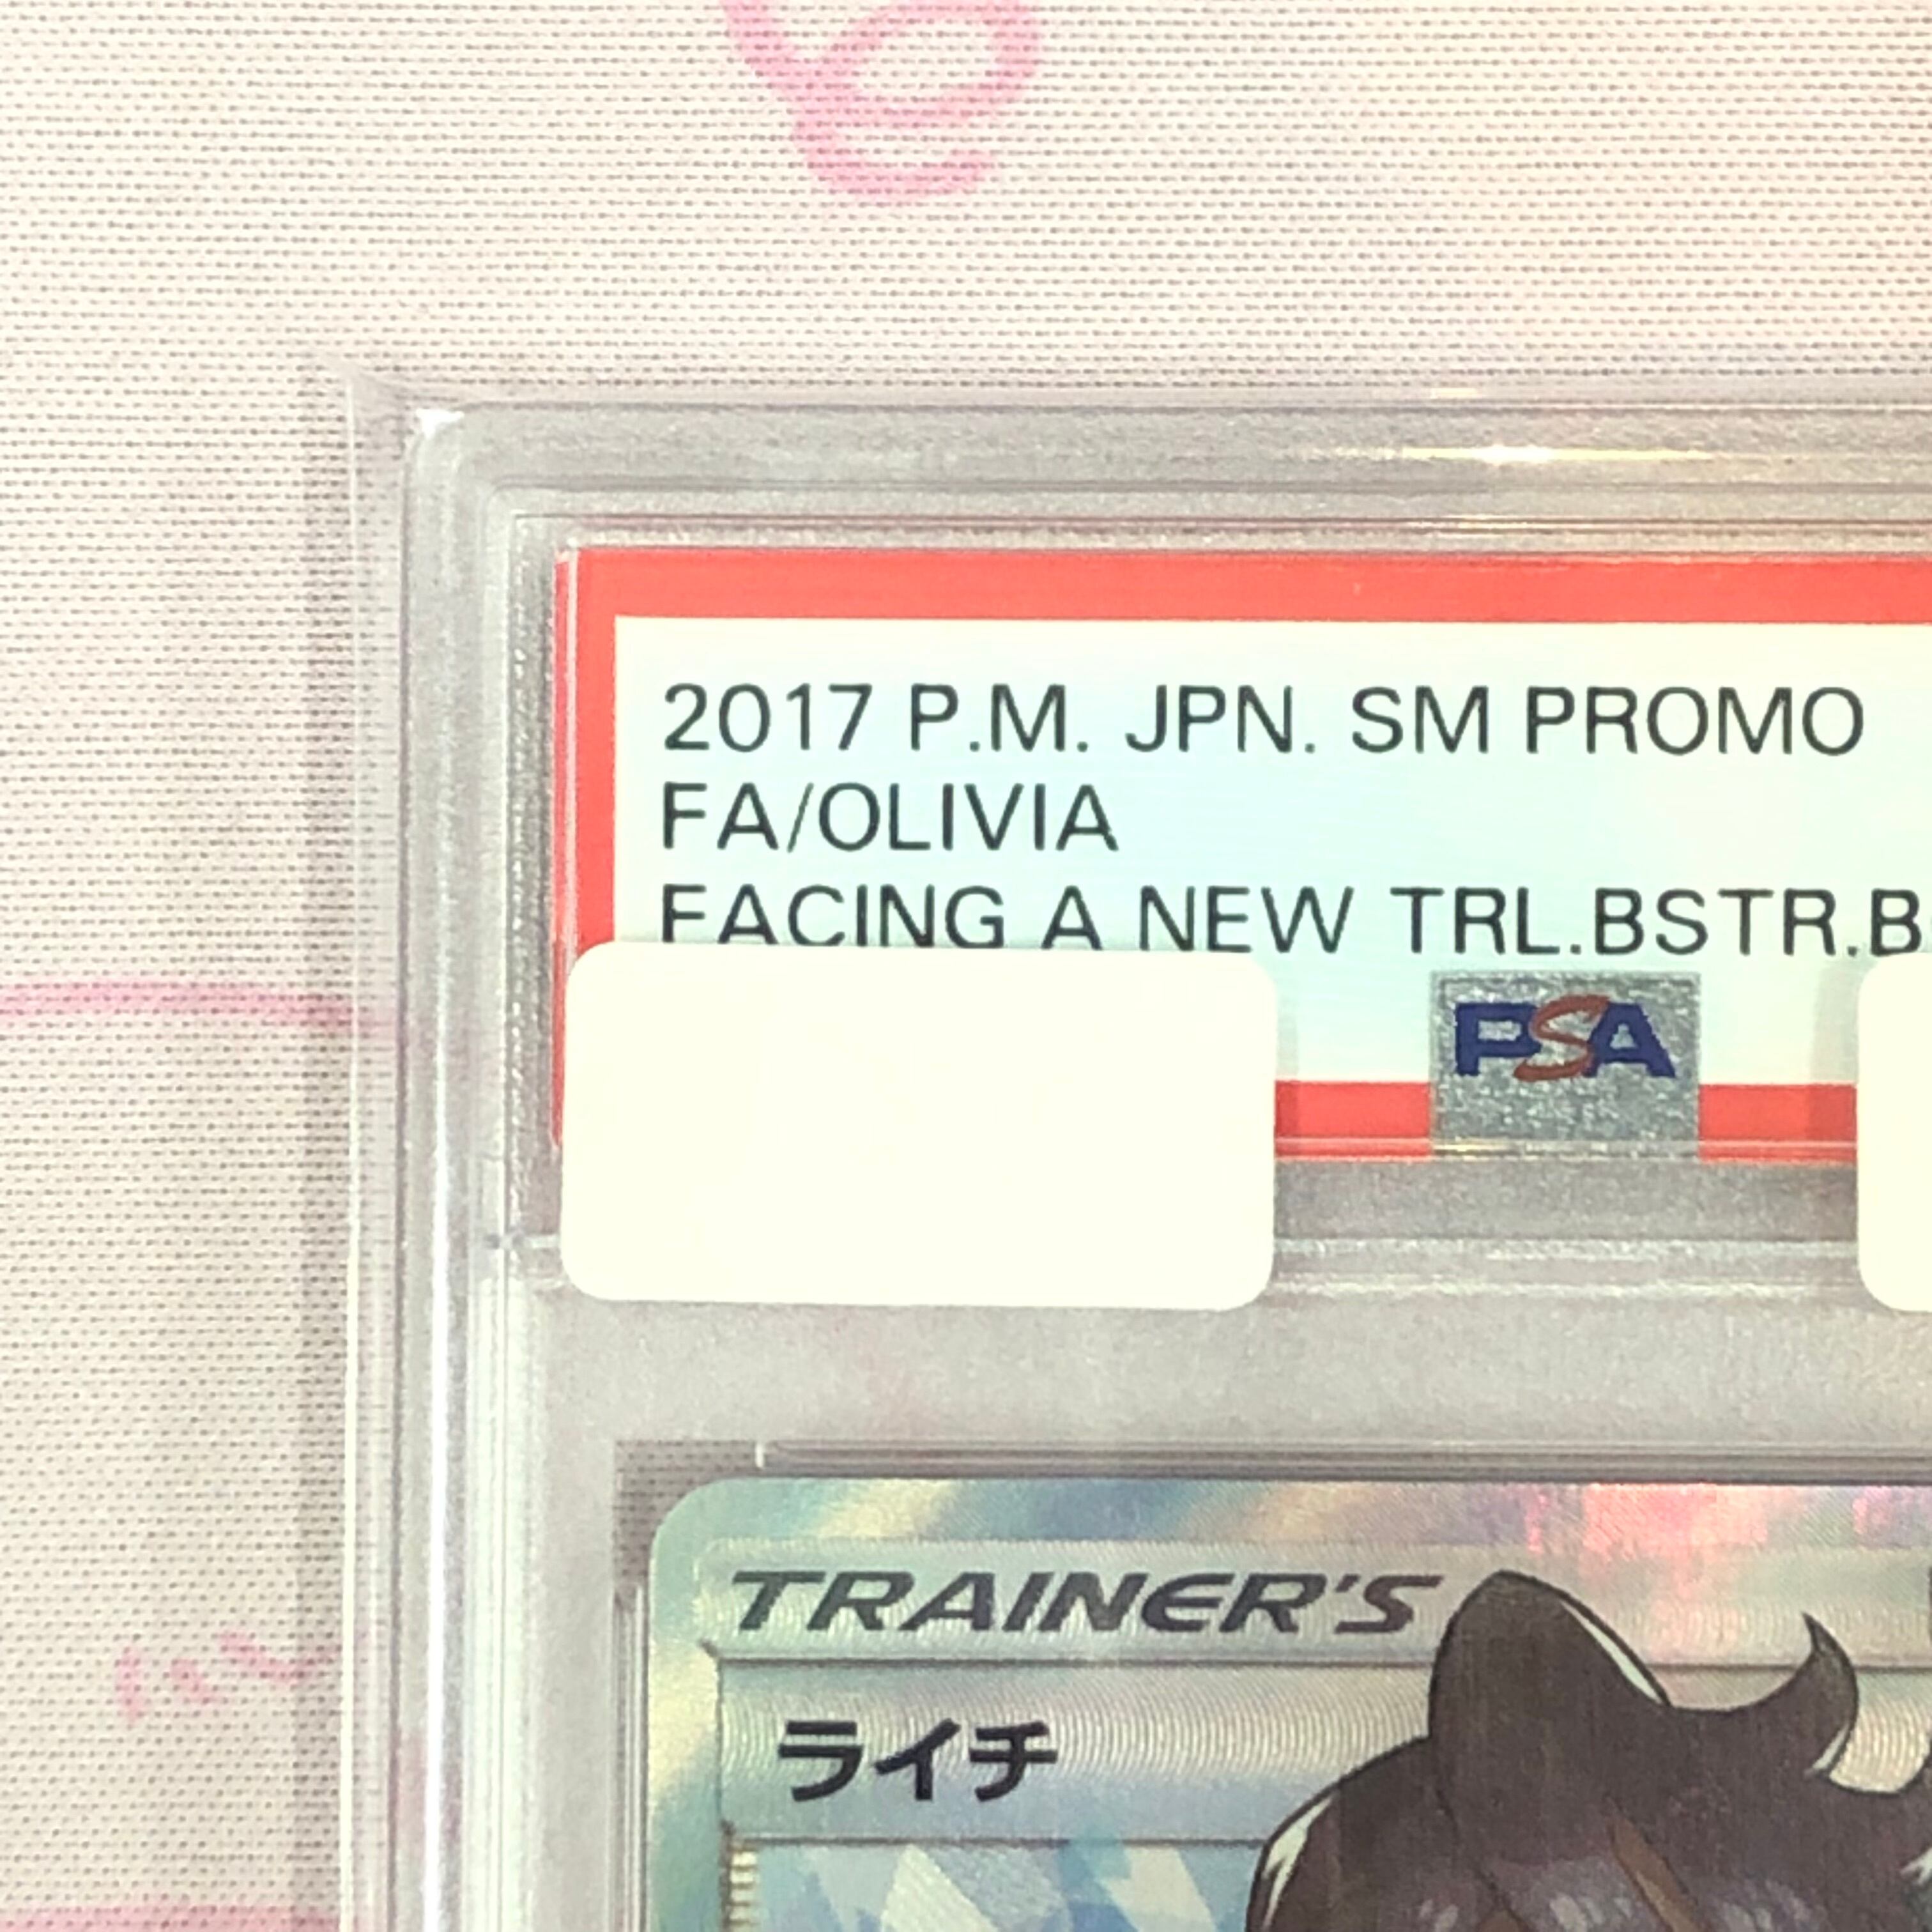 2017 P.M. JPN. SM PROMO
FA/OLIVIA
FACING A NEW TRL.BSTR.B
PSA
TRAINER'S
ライチ